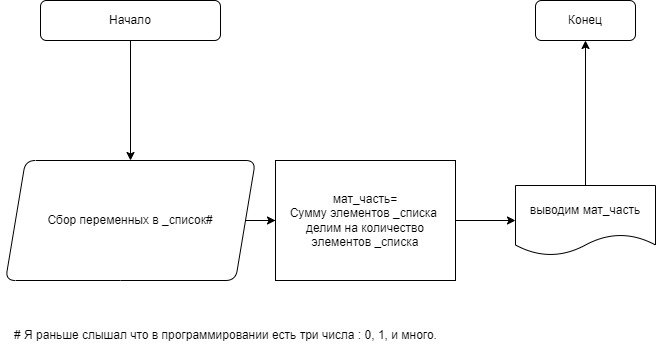 Начало
Конец
Сбор переменных в _список#
мат_часть=
Сумму элементов _списка
делим на количество
элементов _списка
выводим мат_часть
# Я раньше слышал что в программировании есть три числа : 0, 1, и много.